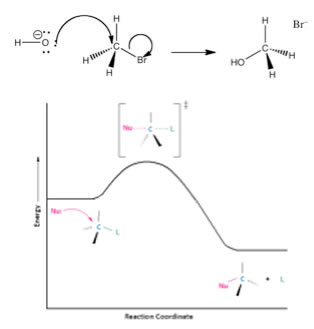 H
H—O:⊖
C
H
H
Br
H
C
HO
H
H
Br⁻
Nu C L ‡
Energy
Nu:
C L
Nu C + L
Reaction Coordinate